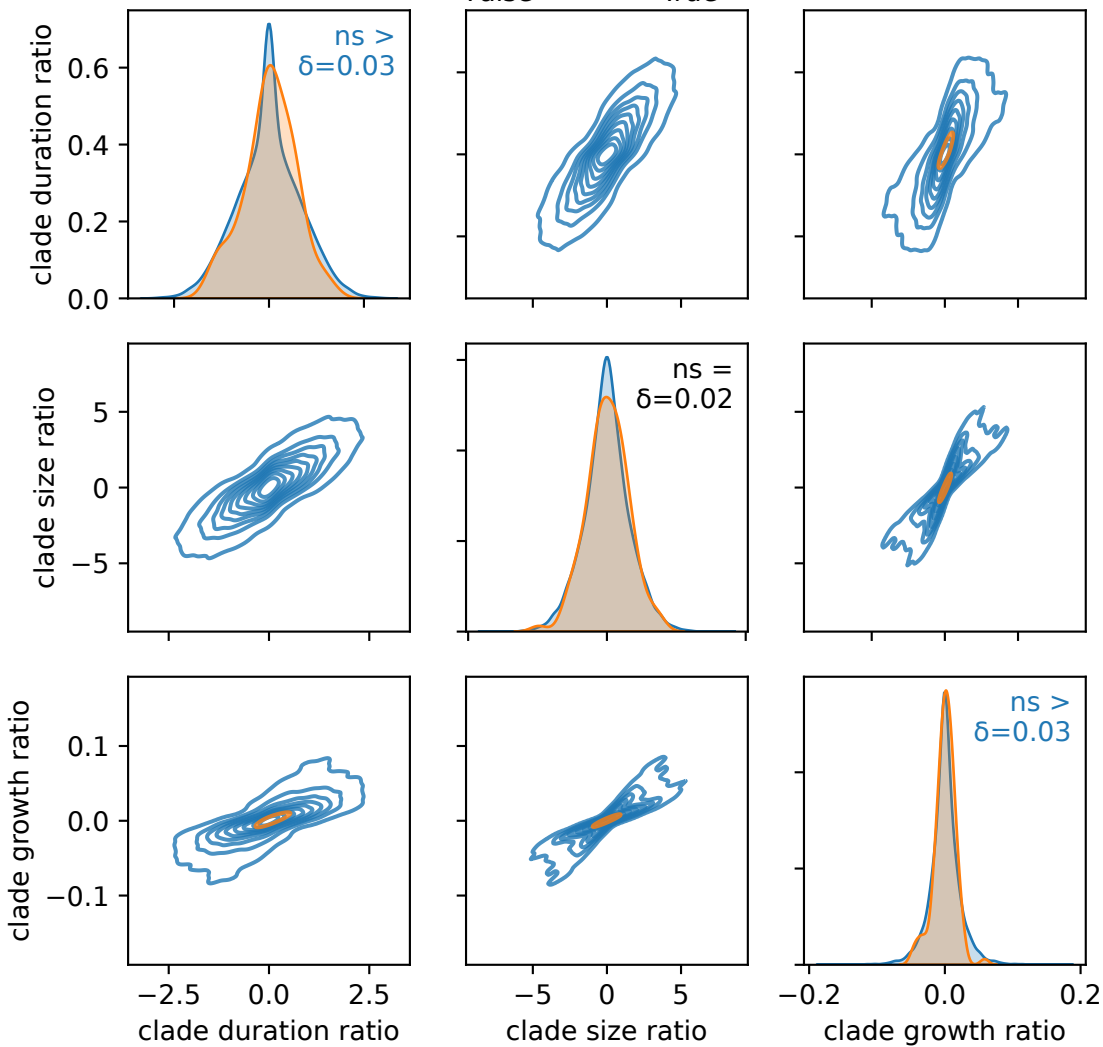 clade duration ratio
0.6
0.4
0.2
0.0
ns >
δ=0.03
clade size ratio
5
0
−5
ns =
δ=0.02
clade growth ratio
0.1
0.0
−0.1
ns >
δ=0.03
−2.5 0.0 2.5
−5 0 5
−0.2 0.0 0.2
clade duration ratio
clade size ratio
clade growth ratio